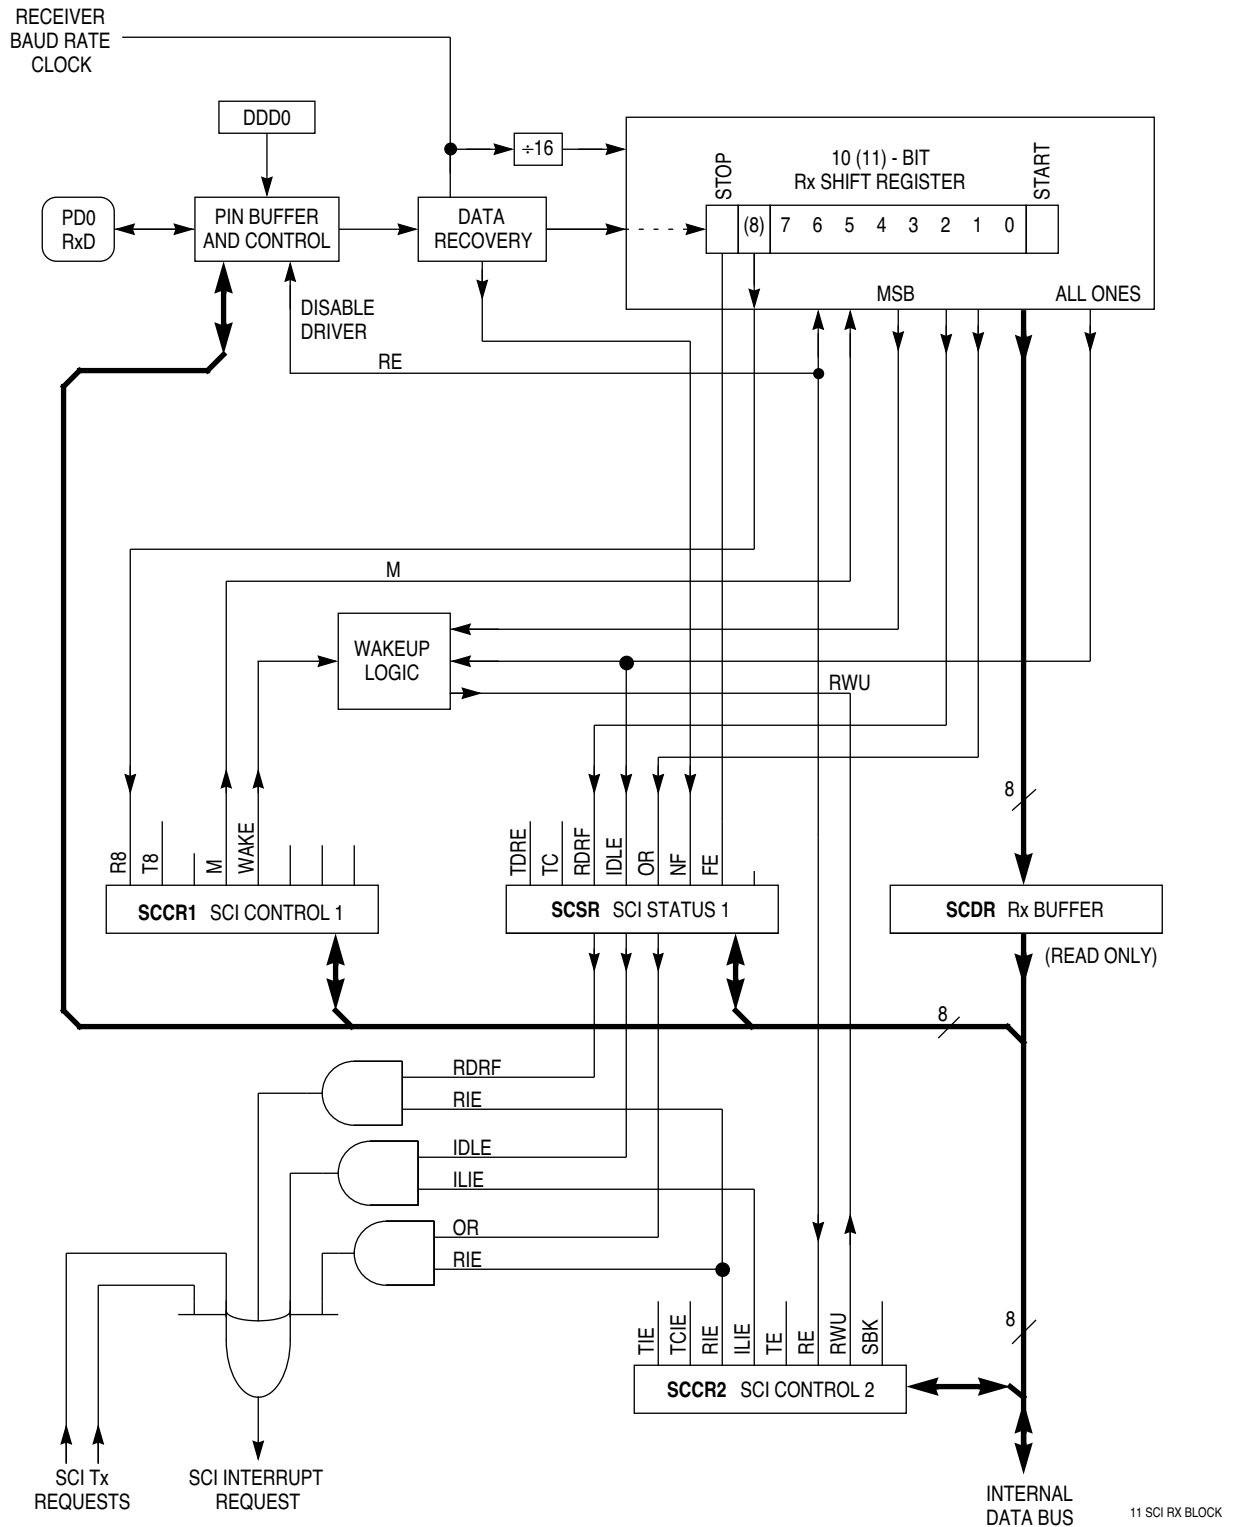 RECEIVER
BAUD RATE
CLOCK
DDD0
÷16
10 (11) - BIT
Rx SHIFT REGISTER
STOP
START
PD0
RxD
PIN BUFFER
AND CONTROL
DATA
RECOVERY
(8) 7 6 5 4 3 2 1 0
MSB
ALL ONES
DISABLE
DRIVER
RE
M
WAKEUP
LOGIC
RWU
8
R8
T8
M
WAKE
TDRE
TC
RDRF
IDLE
OR
NF
FE
SCCR1 SCI CONTROL 1
SCSR SCI STATUS 1
SCDR Rx BUFFER
(READ ONLY)
8
RDRF
RIE
IDLE
ILIE
OR
RIE
8
TIE
TCIE
RIE
ILIE
TE
RE
RWU
SBK
SCCR2 SCI CONTROL 2
SCI Tx
REQUESTS
SCI INTERRUPT
REQUEST
INTERNAL
DATA BUS
11 SCI RX BLOCK